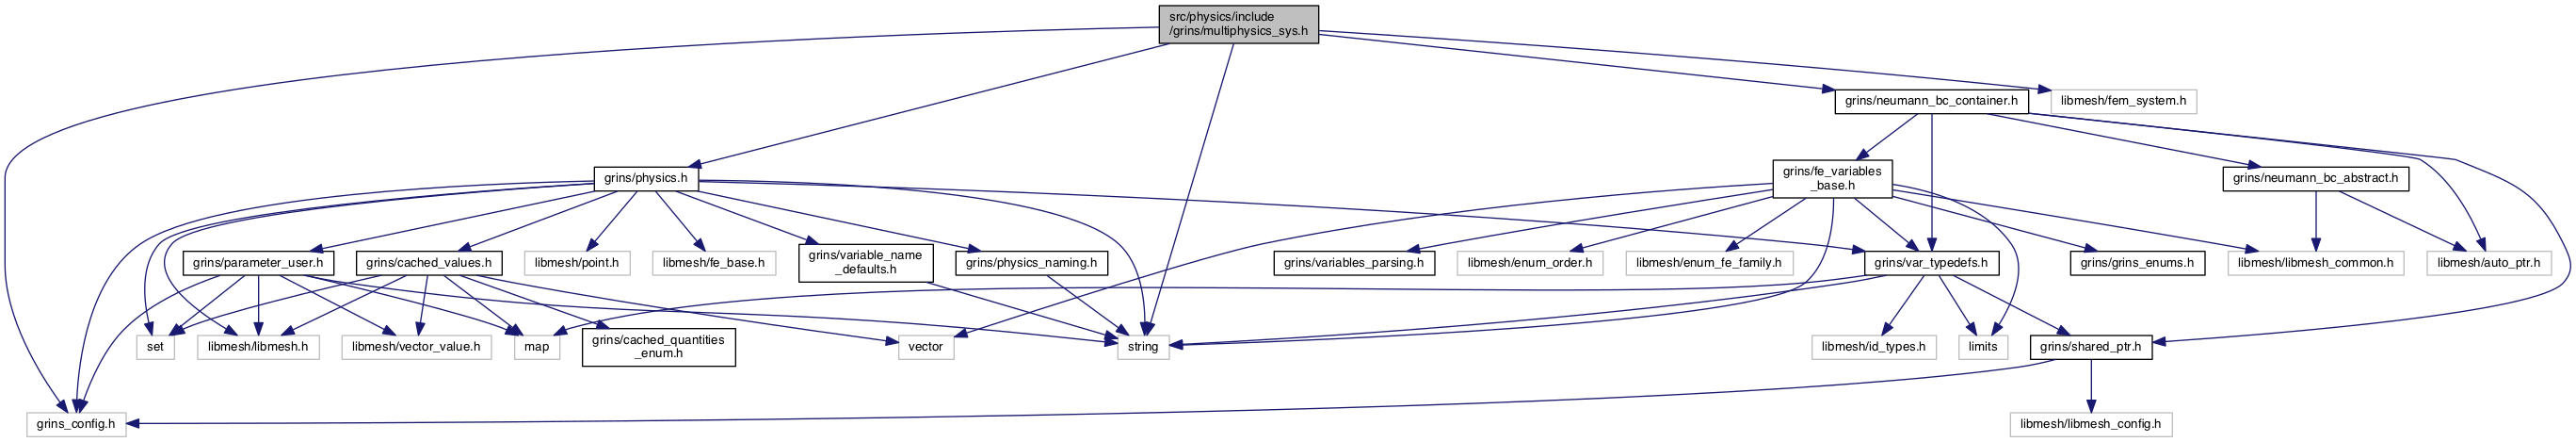 src/physics/include
/grins/multiphysics_sys.h
grins/neumann_bc_container.h
libmesh/fem_system.h
grins/physics.h
grins/fe_variables
_base.h
grins/neumann_bc_abstract.h
grins/parameter_user.h
grins/cached_values.h
libmesh/point.h
libmesh/fe_base.h
grins/variable_name
_defaults.h
grins/physics_naming.h
grins/variables_parsing.h
libmesh/enum_order.h
libmesh/enum_fe_family.h
grins/var_typedefs.h
grins/grins_enums.h
libmesh/libmesh_common.h
libmesh/auto_ptr.h
set
libmesh/libmesh.h
libmesh/vector_value.h
map
grins/cached_quantities
_enum.h
vector
string
libmesh/id_types.h
limits
grins/shared_ptr.h
grins_config.h
libmesh/libmesh_config.h